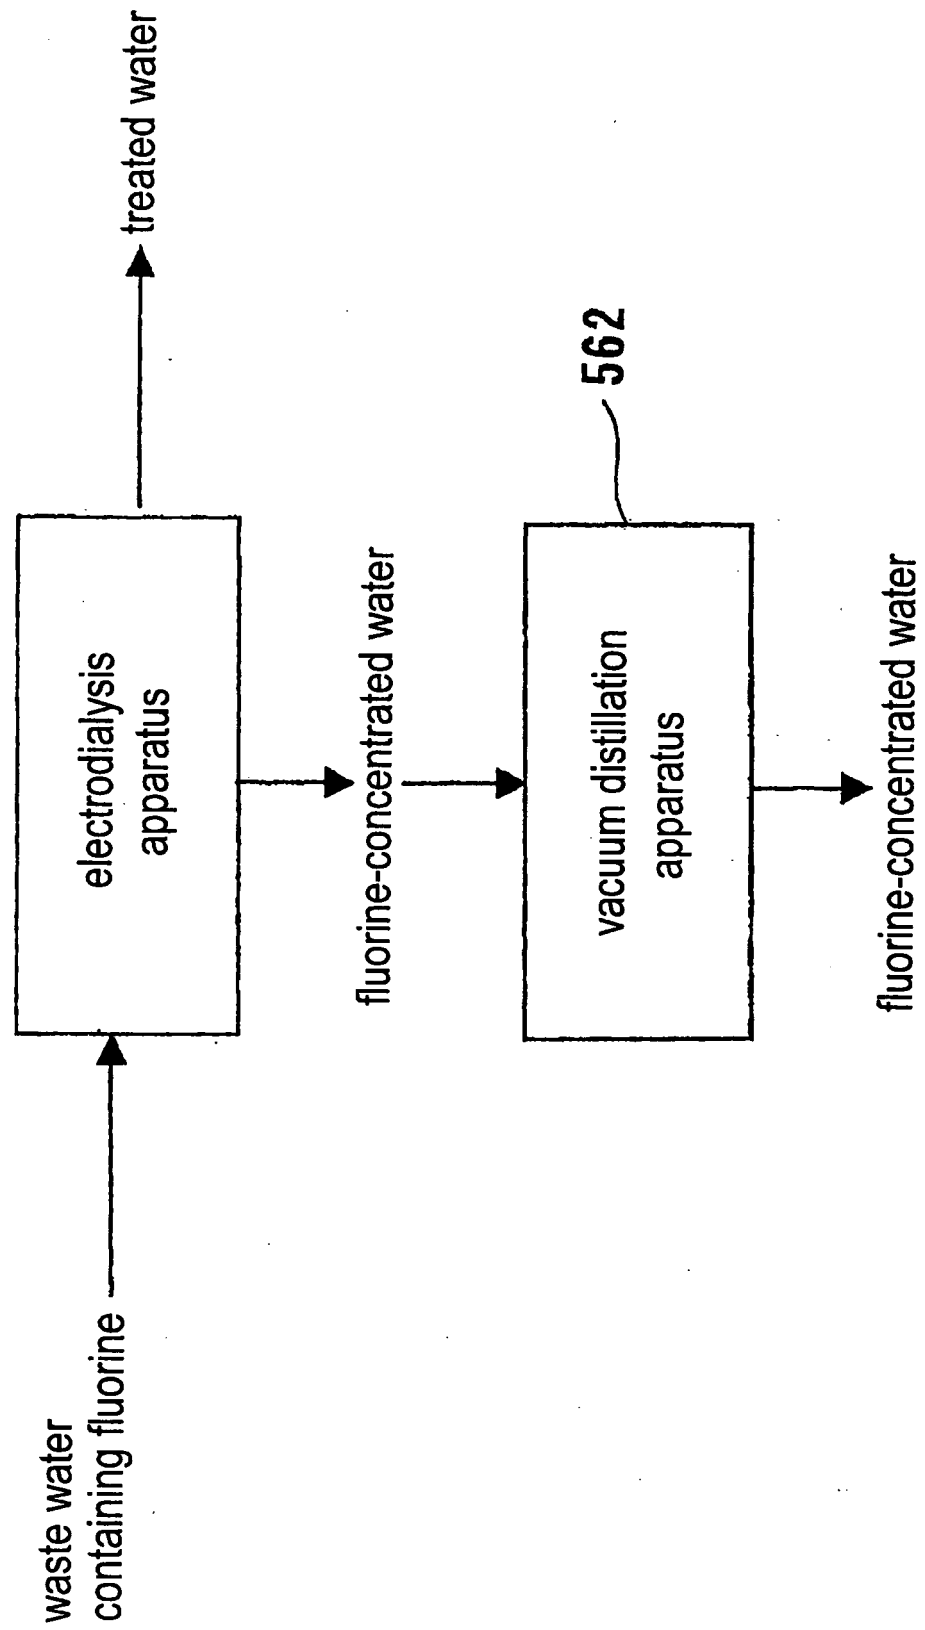 waste water
containing fluorine
electrodialysis
apparatus
treated water
fluorine-concentrated water
vacuum distillation
apparatus
562
fluorine-concentrated water